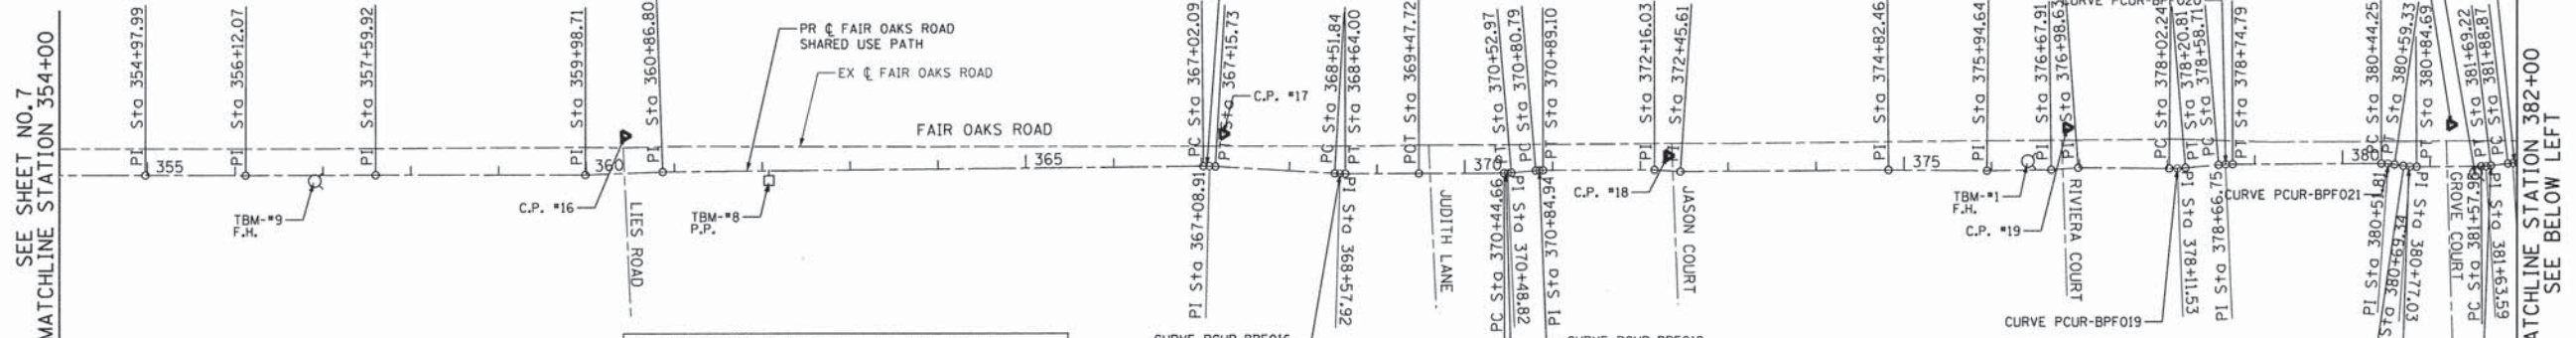 SEE SHEET NO.7
MATCHLINE STATION 354+00
PI Sta 354+97.99
PI Sta 356+12.07
PI Sta 357+59.92
PI Sta 359+98.71
PI Sta 360+86.80
PR ℄ FAIR OAKS ROAD
SHARED USE PATH
EX ℄ FAIR OAKS ROAD
FAIR OAKS ROAD
355
360
365
370
375
380
TBM-#9
F.H.
C.P. #16
LIES ROAD
TBM-#8
P.P.
PC Sta 367+02.09
PT Sta 367+15.73
PI Sta 367+08.91
C.P. #17
PC Sta 368+51.84
PT Sta 368+64.00
PI Sta 368+57.92
POT Sta 369+47.72
JUDITH LANE
PC Sta 370+44.66
PT Sta 370+52.97
PI Sta 370+48.82
PC Sta 370+80.79
PT Sta 370+89.10
PI Sta 370+84.94
C.P. #18
PI Sta 372+16.03
PI Sta 372+45.61
JASON COURT
PI Sta 374+82.46
PI Sta 375+94.64
TBM-#1
F.H.
C.P. #19
PI Sta 376+67.91
PI Sta 376+98.63
RIVIERA COURT
PC Sta 378+02.24
PT Sta 378+20.81
PI Sta 378+11.53
CURVE PCUR-BPF019
PC Sta 378+58.71
PI Sta 378+66.75
PT Sta 378+74.79
CURVE PCUR-BPF021
PC Sta 380+44.25
PI Sta 380+51.81
PT Sta 380+59.33
Sta 380+69.34
PI Sta 380+77.03
PT Sta 380+84.69
GROVE COURT
PC Sta 381+57.96
PI Sta 381+63.59
PT Sta 381+69.22
PC Sta 381+88.87
MATCHLINE STATION 382+00
SEE BELOW LEFT